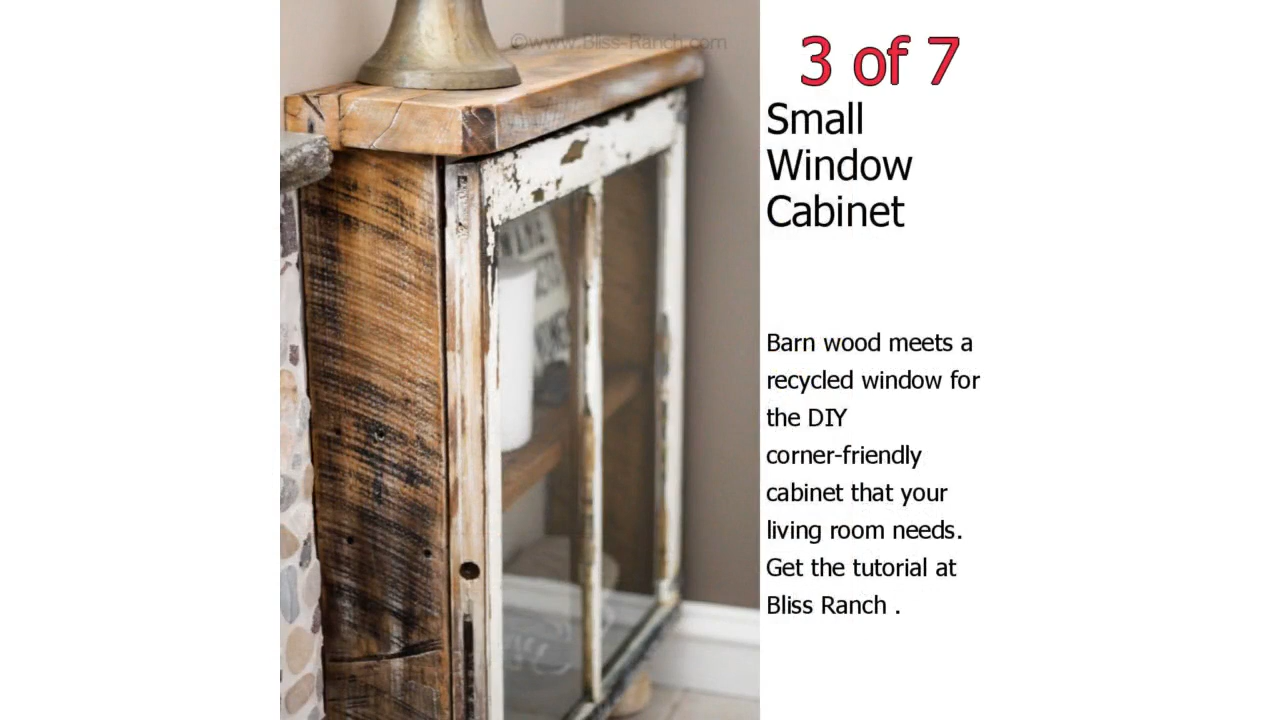 ©www.Bliss-Ranch.com
3 of 7
Small
Window
Cabinet
Barn wood meets a
recycled window for
the DIY
corner-friendly
cabinet that your
living room needs.
Get the tutorial at
Bliss Ranch .